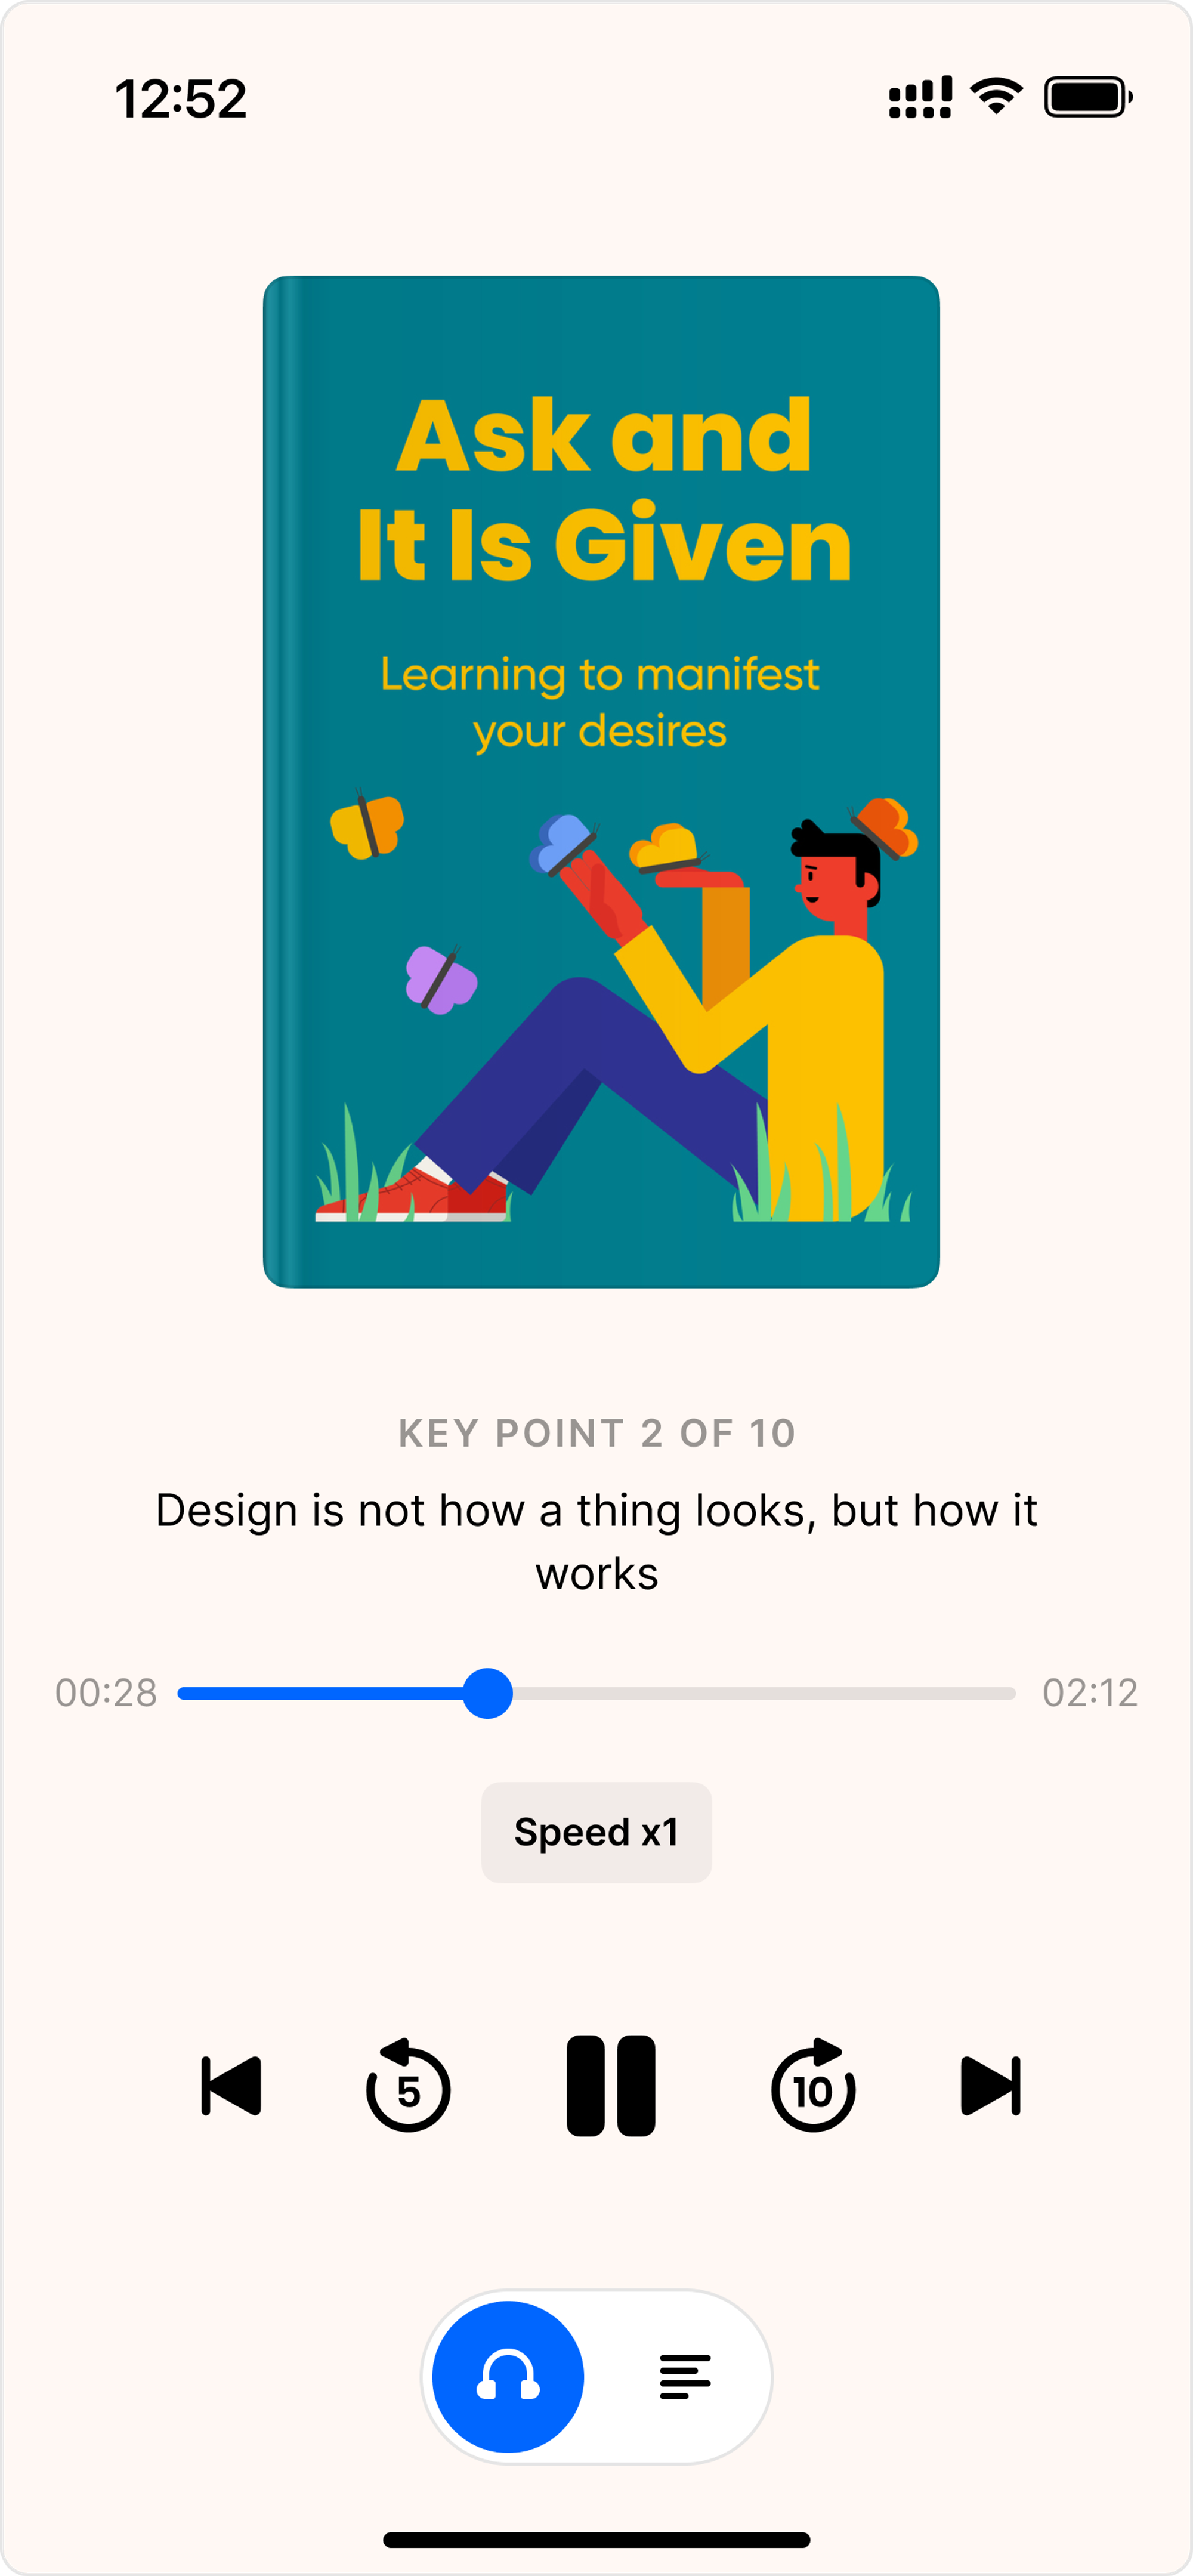 12:52
Ask and
It Is Given
Learning to manifest
your desires
KEY POINT 2 OF 10
Design is not how a thing looks, but how it
works
00:28
02:12
Speed x1
5
10